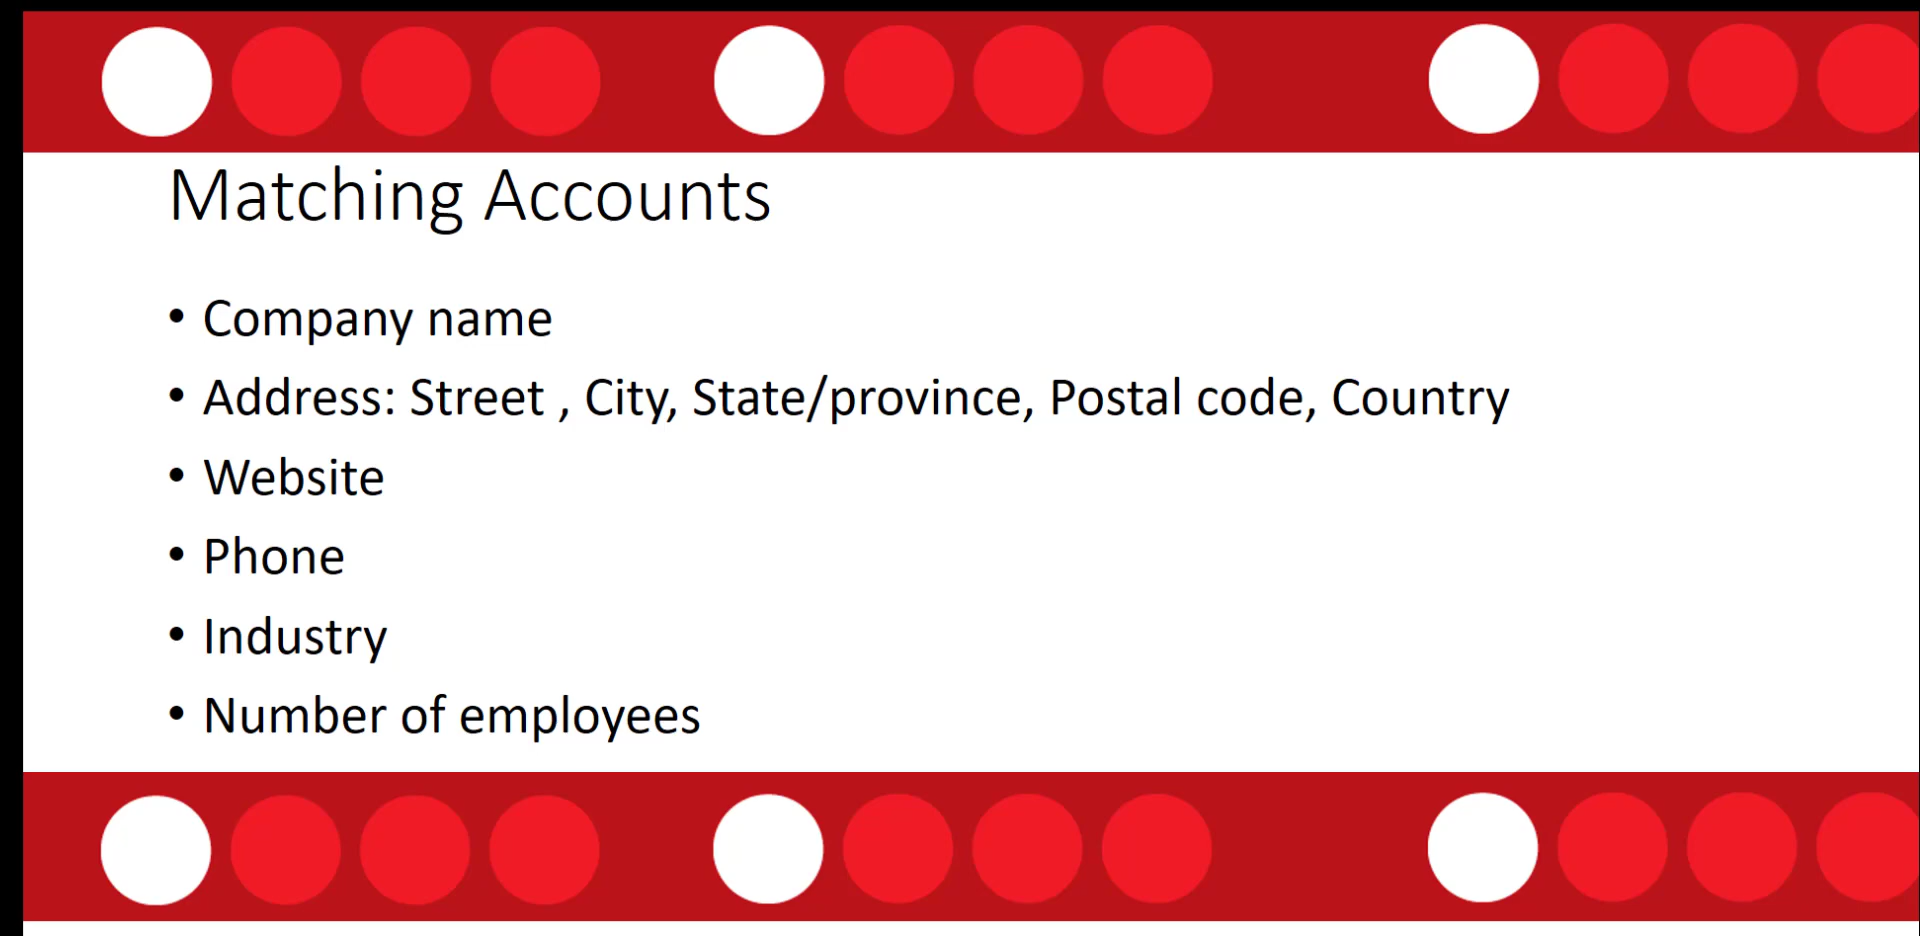 Matching Accounts
• Company name
• Address: Street , City, State/province, Postal code, Country
• Website
• Phone
• Industry
• Number of employees